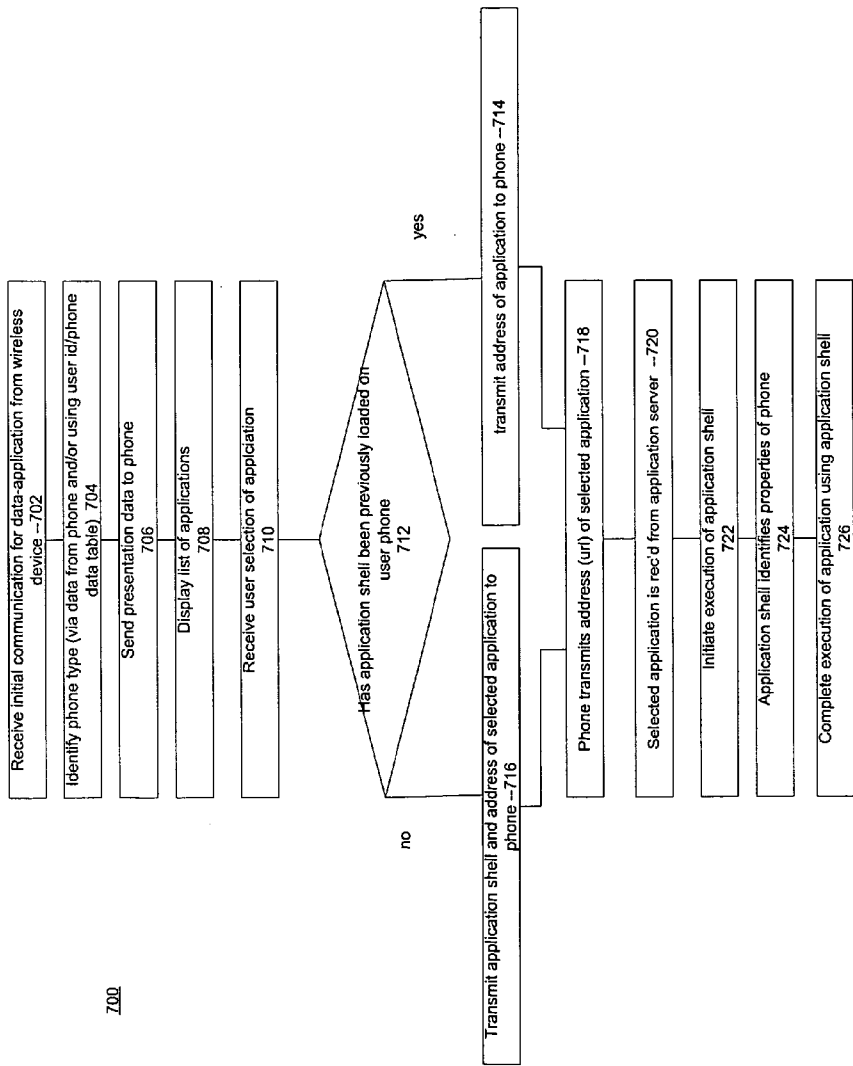 700
Receive initial communication for data-application from wireless
device --702
Identify phone type (via data from phone and/or using user id/phone
data table) 704
Send presentation data to phone
706
Display list of applications
708
Receive user selection of applciation
710
Has application shell been previously loaded on
user phone
712
no
yes
Transmit application shell and address of selected application to
phone --716
transmit address of application to phone --714
Phone transmits address (url) of selected application --718
Selected application is rec'd from application server --720
Initiate execution of application shell
722
Application shell identifies properties of phone
724
Complete execution of application using application shell
726